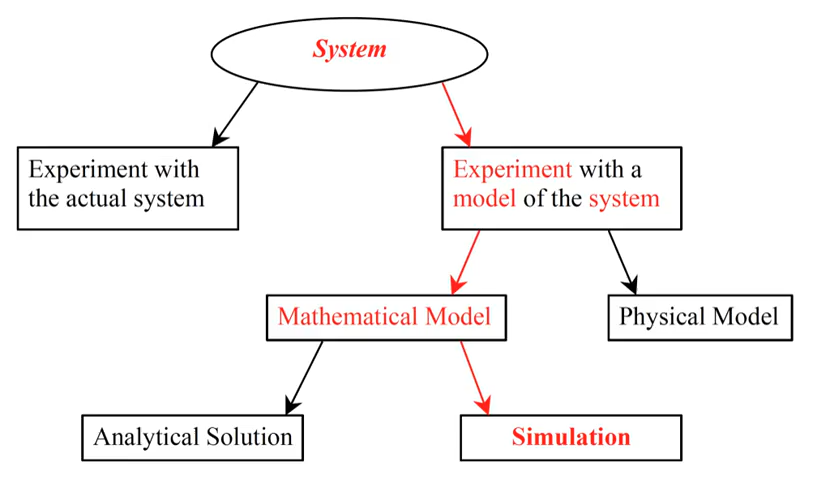 System
Experiment with
the actual system
Experiment with a
model of the system
Mathematical Model
Physical Model
Analytical Solution
Simulation